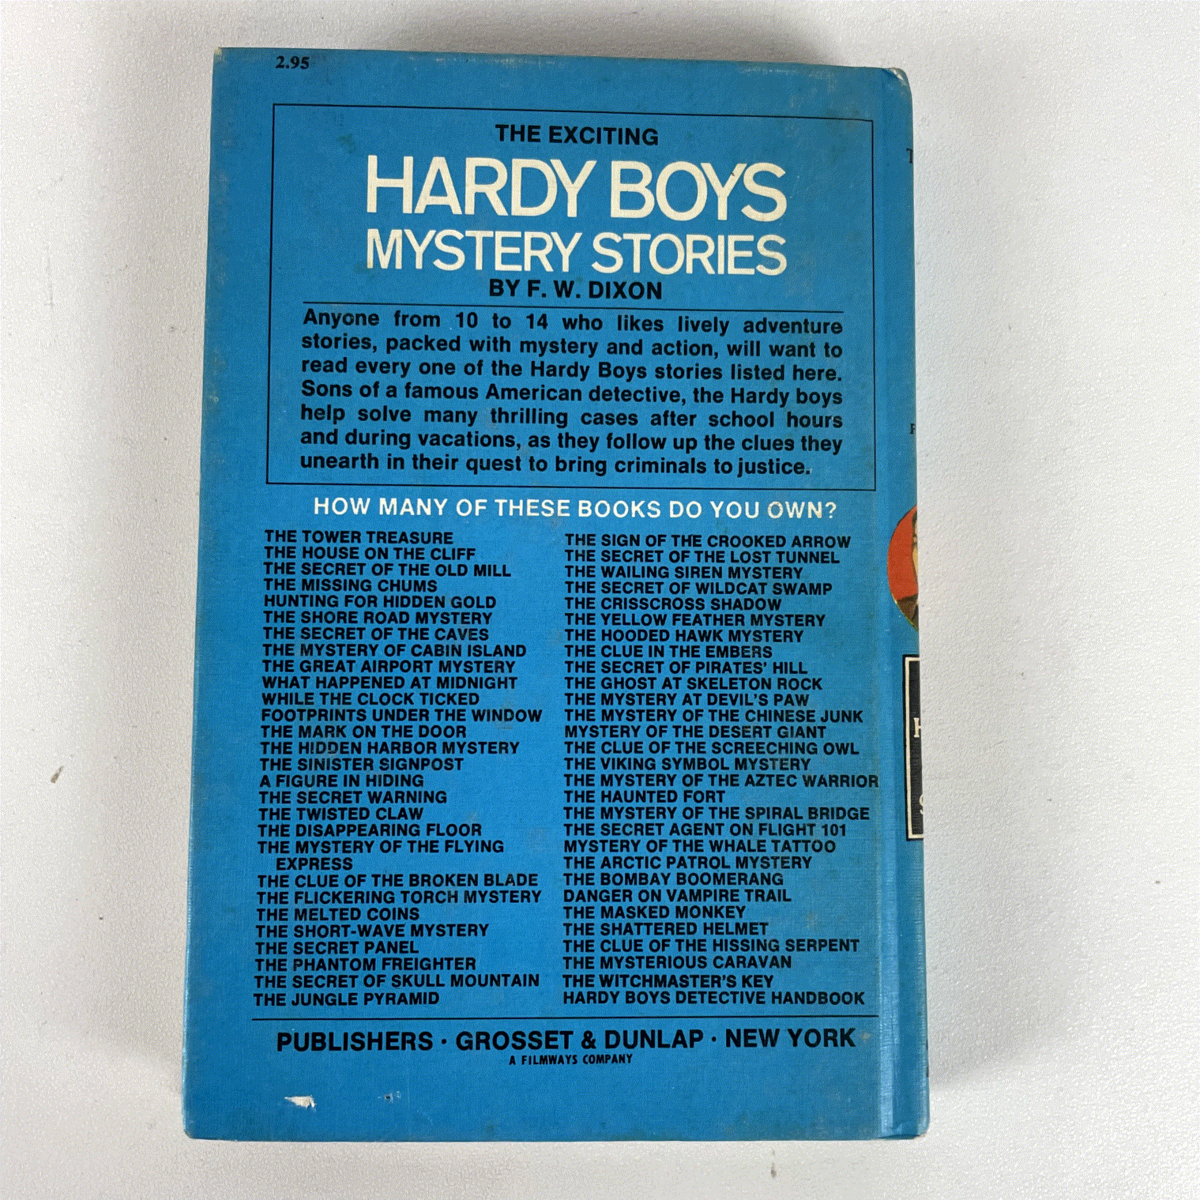 2.95
THE EXCITING
HARDY BOYS
MYSTERY STORIES
BY F. W. DIXON
Anyone from 10 to 14 who likes lively adventure
stories, packed with mystery and action, will want to
read every one of the Hardy Boys stories listed here.
Sons of a famous American detective, the Hardy boys
help solve many thrilling cases after school hours
and during vacations, as they follow up the clues they
unearth in their quest to bring criminals to justice.
HOW MANY OF THESE BOOKS DO YOU OWN?
THE TOWER TREASURE
THE HOUSE ON THE CLIFF
THE SECRET OF THE OLD MILL
THE MISSING CHUMS
HUNTING FOR HIDDEN GOLD
THE SHORE ROAD MYSTERY
THE SECRET OF THE CAVES
THE MYSTERY OF CABIN ISLAND
THE GREAT AIRPORT MYSTERY
WHAT HAPPENED AT MIDNIGHT
WHILE THE CLOCK TICKED
FOOTPRINTS UNDER THE WINDOW
THE MARK ON THE DOOR
THE HIDDEN HARBOR MYSTERY
THE SINISTER SIGNPOST
A FIGURE IN HIDING
THE SECRET WARNING
THE TWISTED CLAW
THE DISAPPEARING FLOOR
THE MYSTERY OF THE FLYING
EXPRESS
THE CLUE OF THE BROKEN BLADE
THE FLICKERING TORCH MYSTERY
THE MELTED COINS
THE SHORT-WAVE MYSTERY
THE SECRET PANEL
THE PHANTOM FREIGHTER
THE SECRET OF SKULL MOUNTAIN
THE JUNGLE PYRAMID
THE SIGN OF THE CROOKED ARROW
THE SECRET OF THE LOST TUNNEL
THE WAILING SIREN MYSTERY
THE SECRET OF WILDCAT SWAMP
THE CRISSCROSS SHADOW
THE YELLOW FEATHER MYSTERY
THE HOODED HAWK MYSTERY
THE CLUE IN THE EMBERS
THE SECRET OF PIRATES' HILL
THE GHOST AT SKELETON ROCK
THE MYSTERY AT DEVIL'S PAW
THE MYSTERY OF THE CHINESE JUNK
MYSTERY OF THE DESERT GIANT
THE CLUE OF THE SCREECHING OWL
THE VIKING SYMBOL MYSTERY
THE MYSTERY OF THE AZTEC WARRIOR
THE HAUNTED FORT
THE MYSTERY OF THE SPIRAL BRIDGE
THE SECRET AGENT ON FLIGHT 101
MYSTERY OF THE WHALE TATTOO
THE ARCTIC PATROL MYSTERY
THE BOMBAY BOOMERANG
DANGER ON VAMPIRE TRAIL
THE MASKED MONKEY
THE SHATTERED HELMET
THE CLUE OF THE HISSING SERPENT
THE MYSTERIOUS CARAVAN
THE WITCHMASTER'S KEY
HARDY BOYS DETECTIVE HANDBOOK
PUBLISHERS · GROSSET & DUNLAP · NEW YORK
A FILMWAYS COMPANY